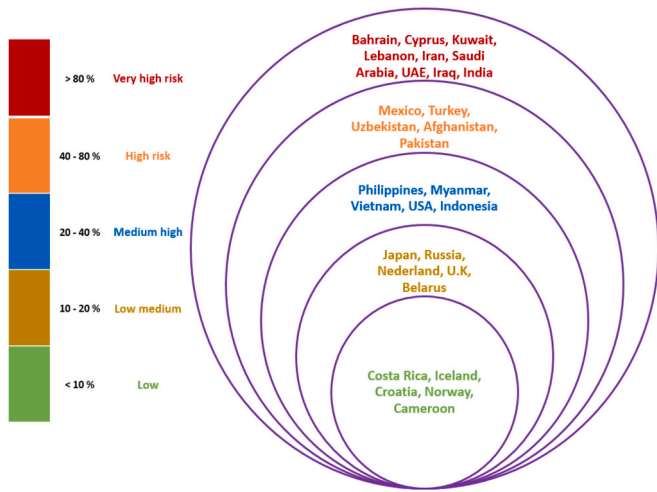 > 80 % Very high risk
40 - 80 % High risk
20 - 40 % Medium high
10 - 20 % Low medium
< 10 % Low
Bahrain, Cyprus, Kuwait,
Lebanon, Iran, Saudi
Arabia, UAE, Iraq, India
Mexico, Turkey,
Uzbekistan, Afghanistan,
Pakistan
Philippines, Myanmar,
Vietnam, USA, Indonesia
Japan, Russia,
Nederland, U.K,
Belarus
Costa Rica, Iceland,
Croatia, Norway,
Cameroon